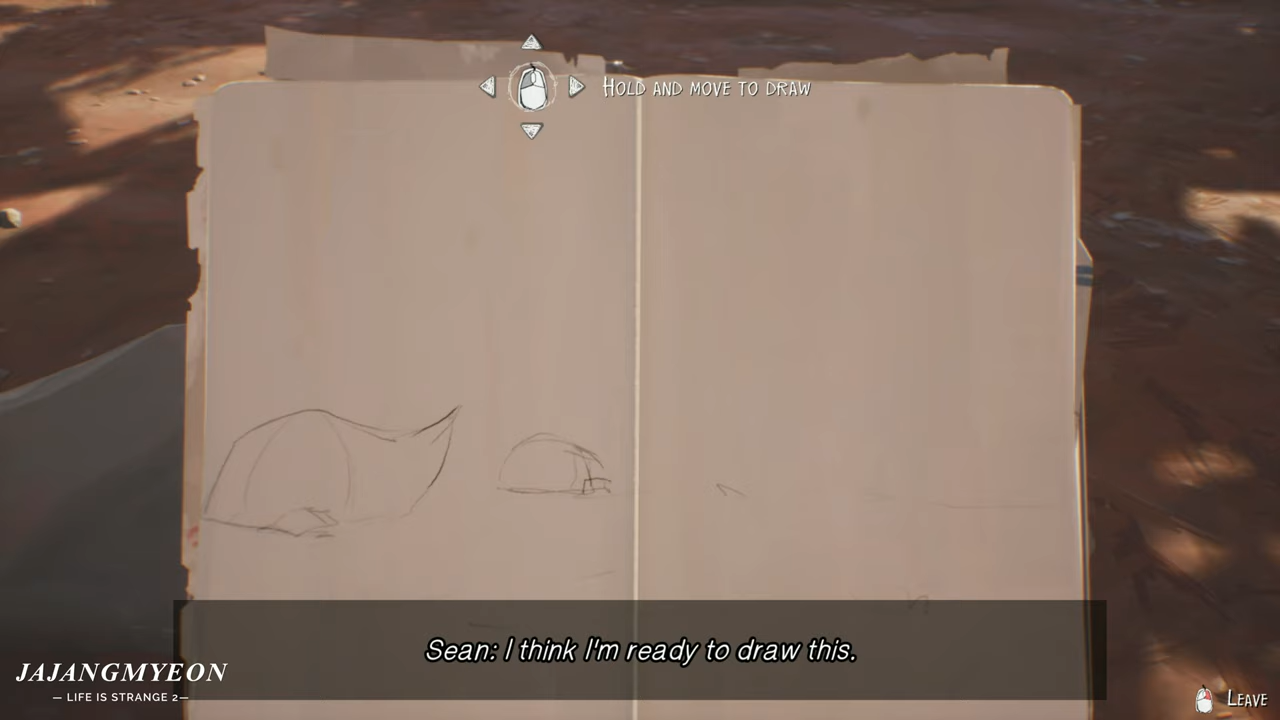 HOLD AND MOVE TO DRAW
Sean: I think I'm ready to draw this.
JAJANGMYEON
— LIFE IS STRANGE 2—
LEAVE